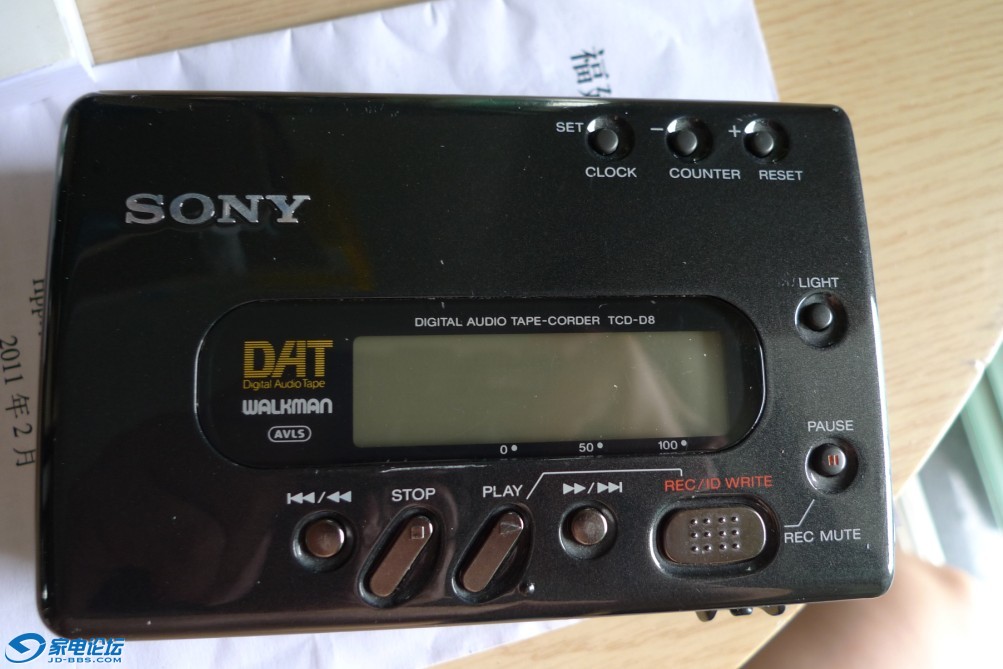 福
SET
−
+
CLOCK
COUNTER
RESET
SONY
LIGHT
DIGITAL AUDIO TAPE-CORDER TCD-D8
DAT
Digital Audio Tape
WALKMAN
AVLS
0
50
100
PAUSE
STOP
PLAY
REC/ID WRITE
REC MUTE
2011 年 2 月
家电论坛
JD-BBS.COM